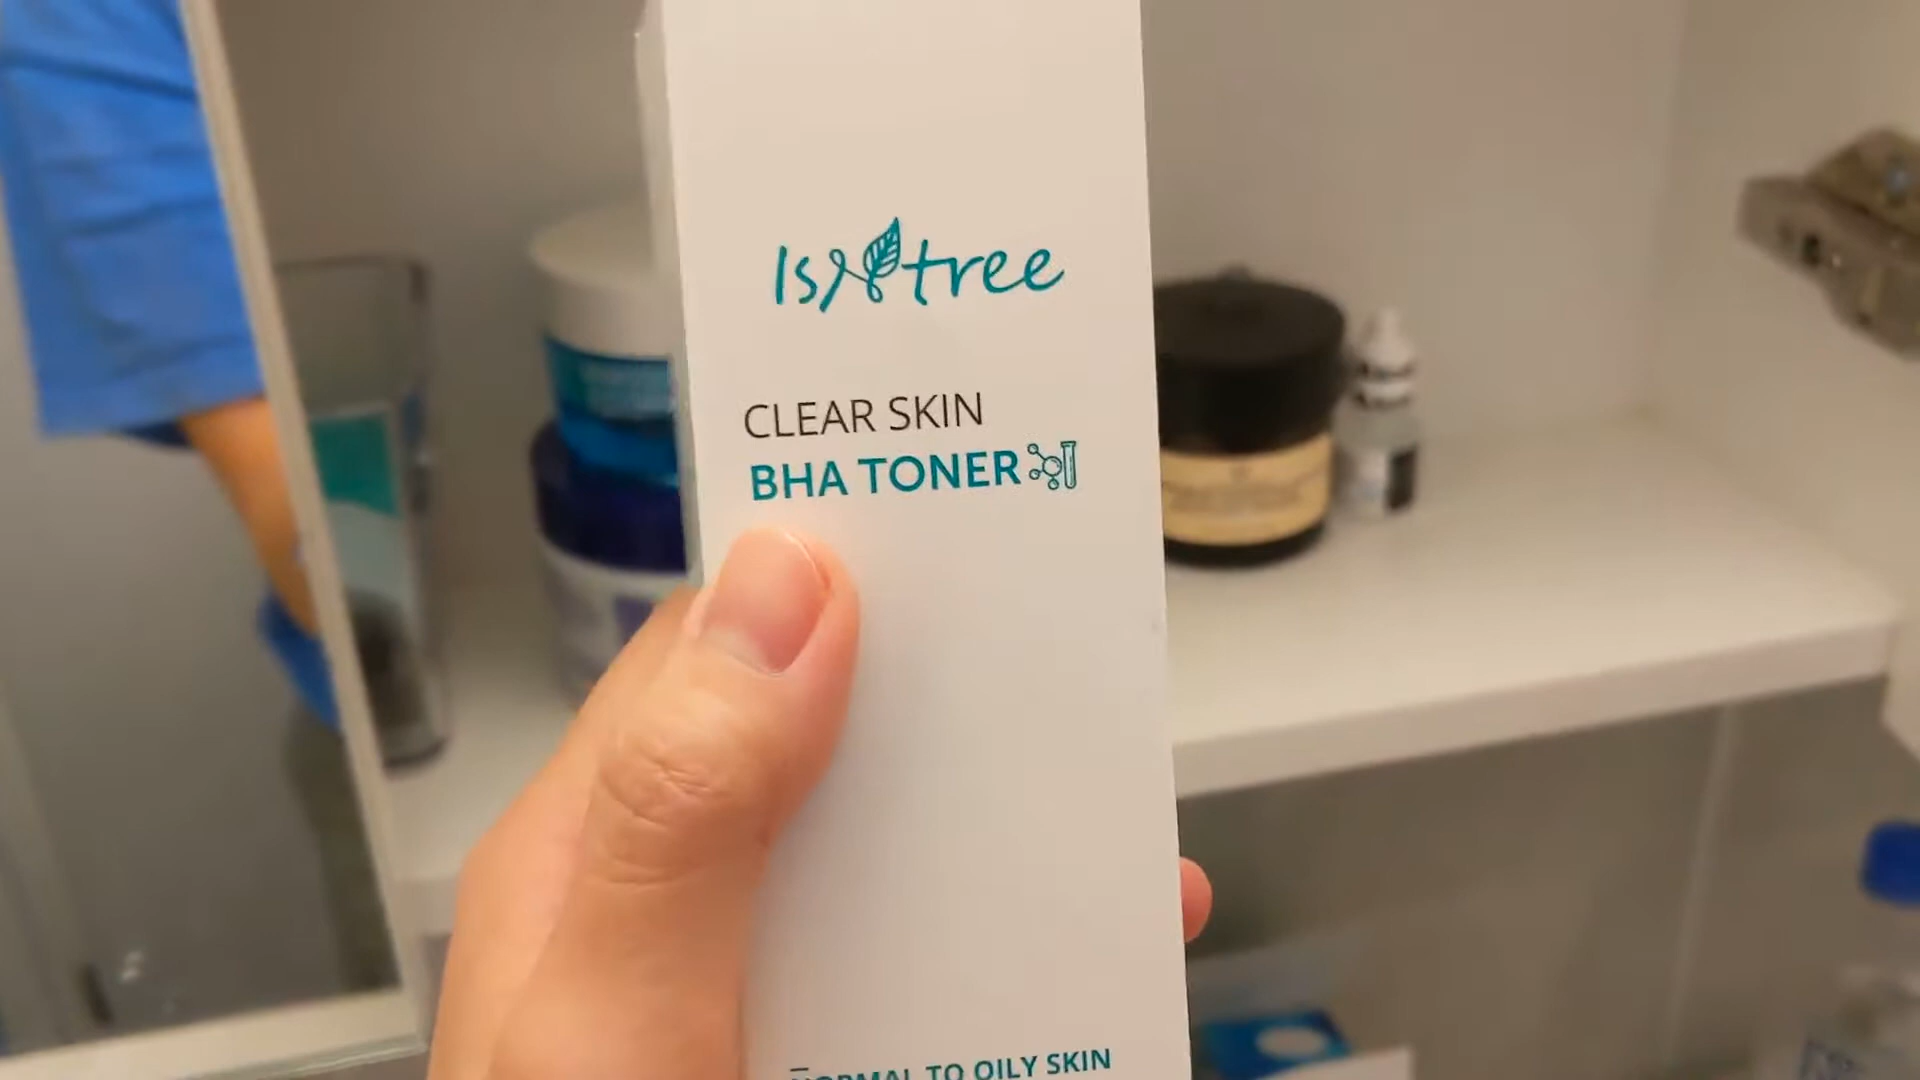 Isntree
CLEAR SKIN
BHA TONER
NORMAL TO OILY SKIN